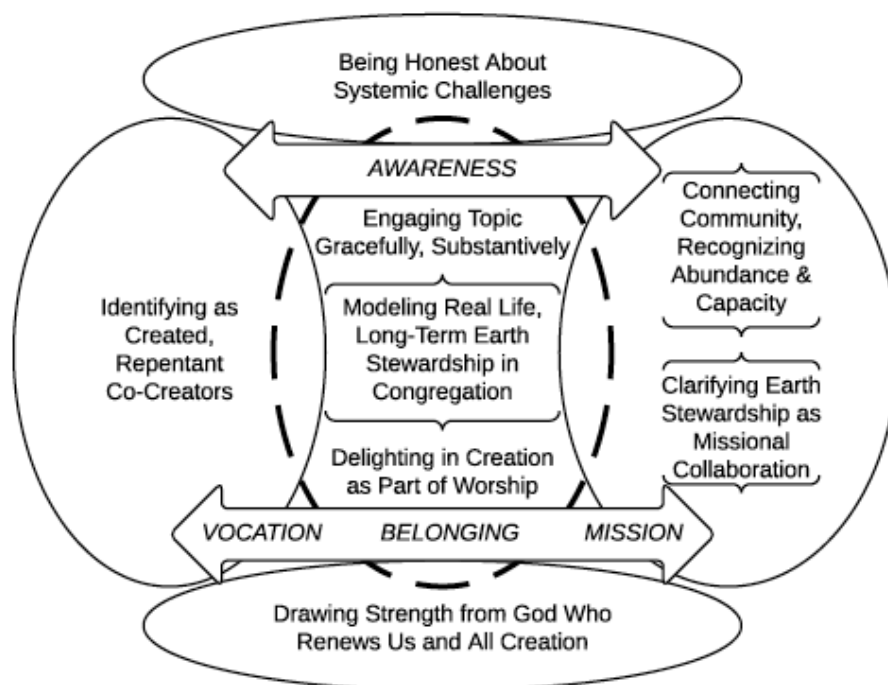 Being Honest About
Systemic Challenges
AWARENESS
Engaging Topic
Gracefully, Substantively
Identifying as
Created,
Repentant
Co-Creators
Modeling Real Life,
Long-Term Earth
Stewardship in
Congregation
Delighting in Creation
as Part of Worship
Connecting
Community,
Recognizing
Abundance &
Capacity
Clarifying Earth
Stewardship as
Missional
Collaboration
VOCATION BELONGING MISSION
Drawing Strength from God Who
Renews Us and All Creation